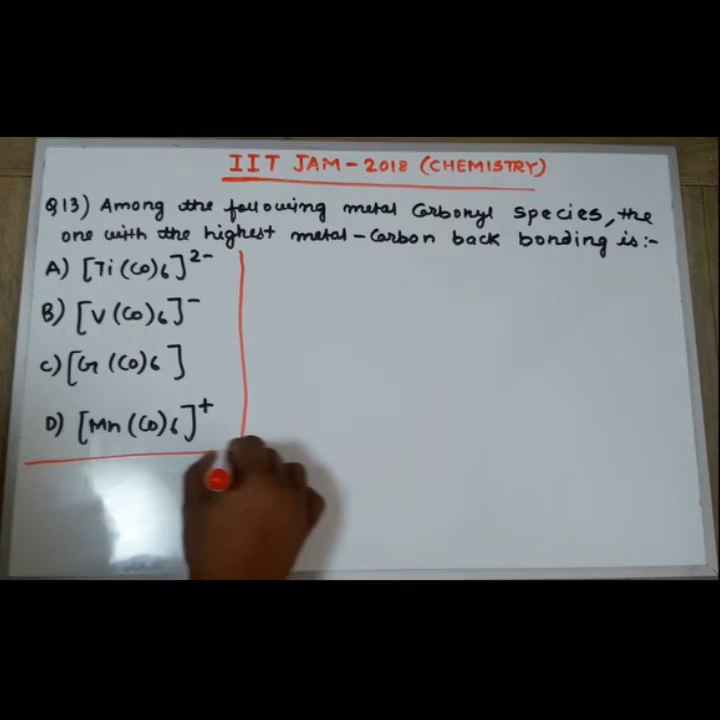 IIT JAM-2018 (CHEMISTRY)
Q13) Among the following metal Carbonyl species, the
one with the highest metal-Carbon back bonding is:-
A) [Ti(CO)6]2-
B) [V(CO)6]-
C) [Cr(CO)6]
D) [Mn(CO)6]+